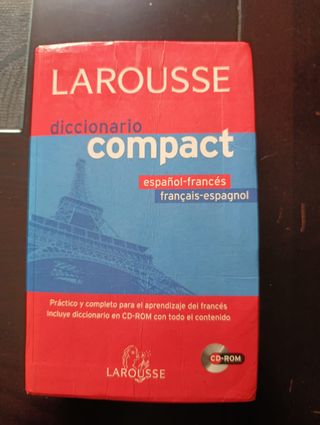 LAROUSSE
diccionario
compact
español-francés
français-espagnol
Práctico y completo para el aprendizaje del francés
Incluye diccionario en CD-ROM con todo el contenido
CD-ROM
LAROUSSE